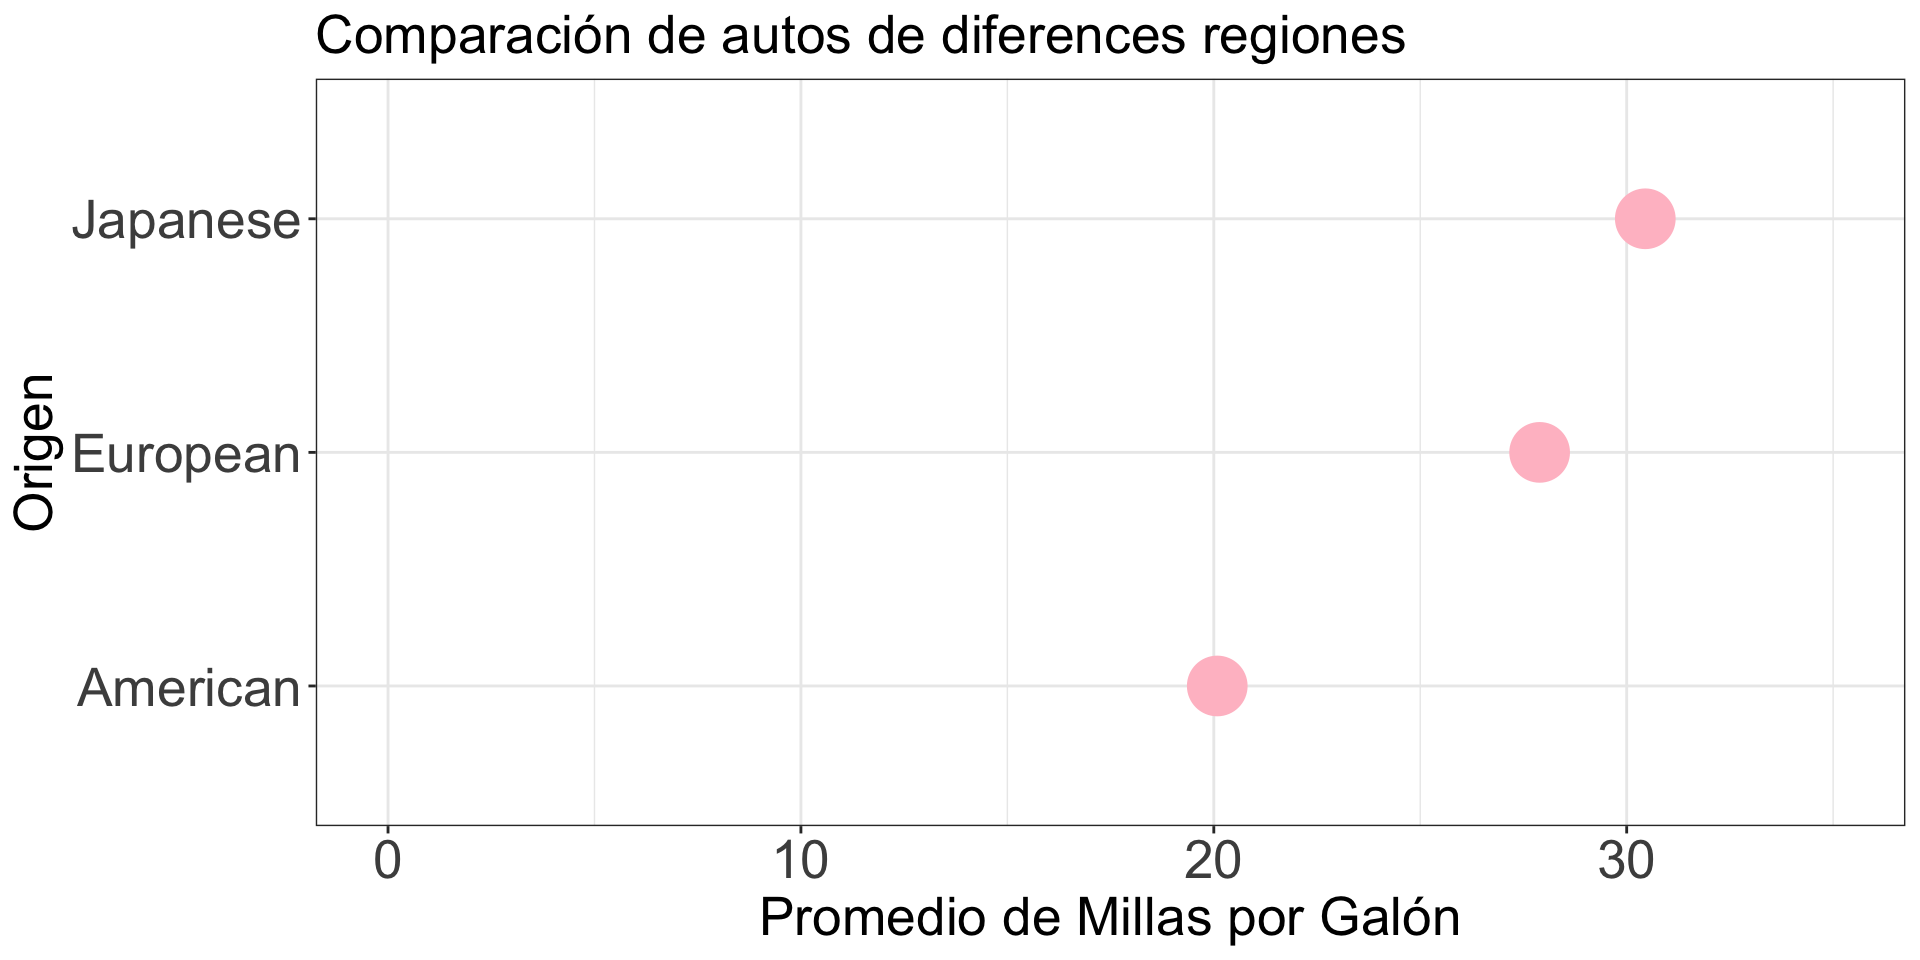 Comparación de autos de diferences regiones
Origen
Japanese
European
American
0 10 20 30
Promedio de Millas por Galón